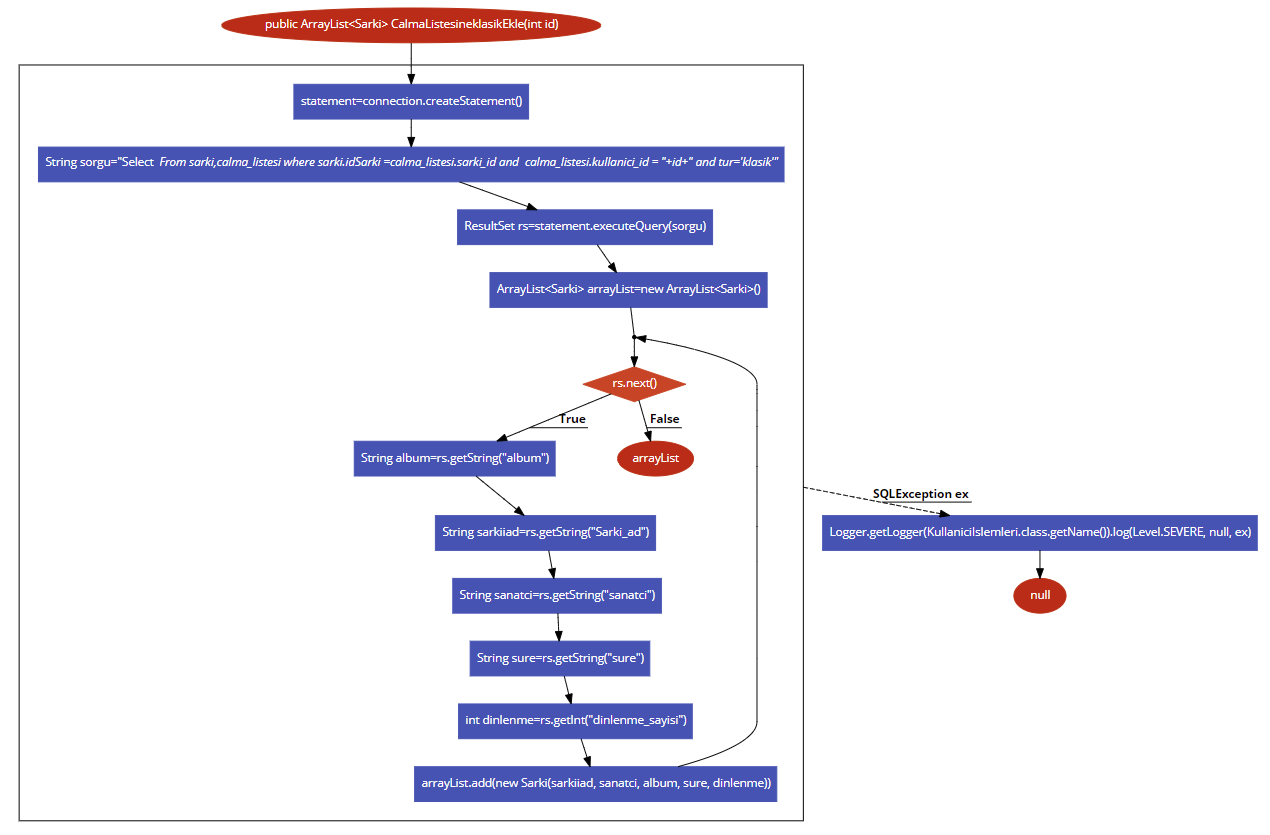 public ArrayList<Sarki> CalmaListesineklasikEkle(int id)
statement=connection.createStatement()
String sorgu="Select  From sarki,calma_listesi where sarki.idSarki =calma_listesi.sarki_id and  calma_listesi.kullanici_id = "+id+" and tur='klasik'"
ResultSet rs=statement.executeQuery(sorgu)
ArrayList<Sarki> arrayList=new ArrayList<Sarki>()
rs.next()
True
False
String album=rs.getString("album")
arrayList
SQLException ex
String sarkiiad=rs.getString("Sarki_ad")
Logger.getLogger(KullaniciIslemleri.class.getName()).log(Level.SEVERE, null, ex)
String sanatci=rs.getString("sanatci")
null
String sure=rs.getString("sure")
int dinlenme=rs.getInt("dinlenme_sayisi")
arrayList.add(new Sarki(sarkiiad, sanatci, album, sure, dinlenme))